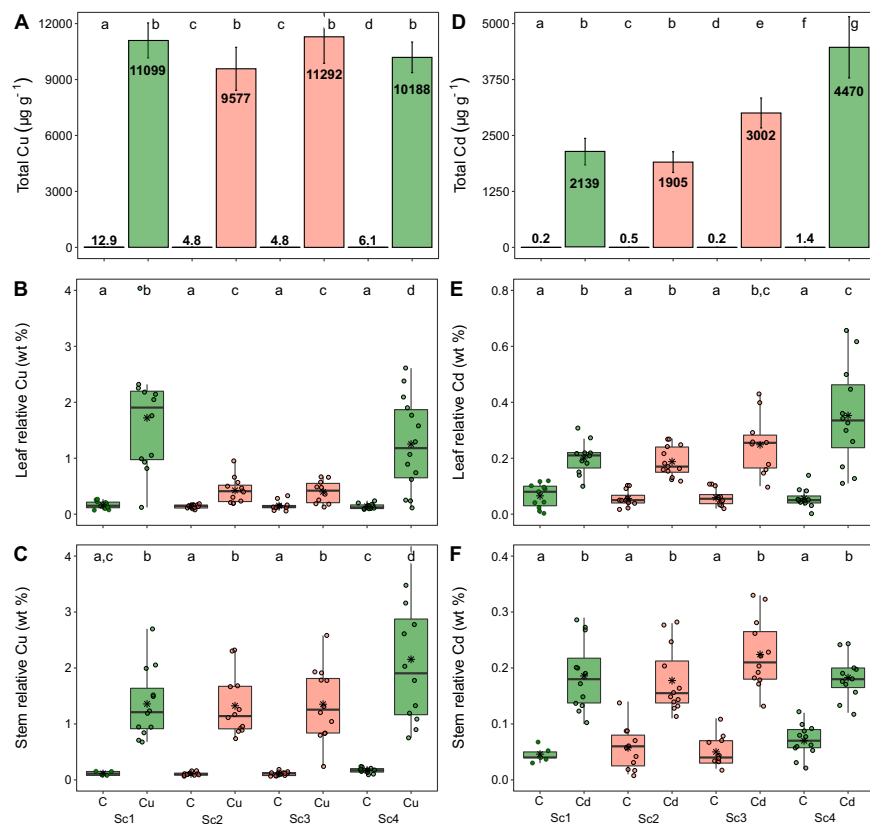 A
Total Cu (µg g⁻¹)
12000
9000
6000
3000
0
a b c b c b d b
12.9 11099 4.8 9577 4.8 11292 6.1 10188
D
Total Cd (µg g⁻¹)
5000
3750
2500
1250
0
a b c b d e f g
0.2 2139 0.5 1905 0.2 3002 1.4 4470
B
Leaf relative Cu (wt %)
4
3
2
1
0
a b a c a c a d
E
Leaf relative Cd (wt %)
0.8
0.6
0.4
0.2
0.0
a b a b a b,c a c
C
Stem relative Cu (wt %)
4
3
2
1
0
a,c b a b a b c d
C Cu C Cu C Cu C Cu
Sc1 Sc2 Sc3 Sc4
F
Stem relative Cd (wt %)
0.4
0.3
0.2
0.1
0.0
a b a b a b a b
C Cd C Cd C Cd C Cd
Sc1 Sc2 Sc3 Sc4